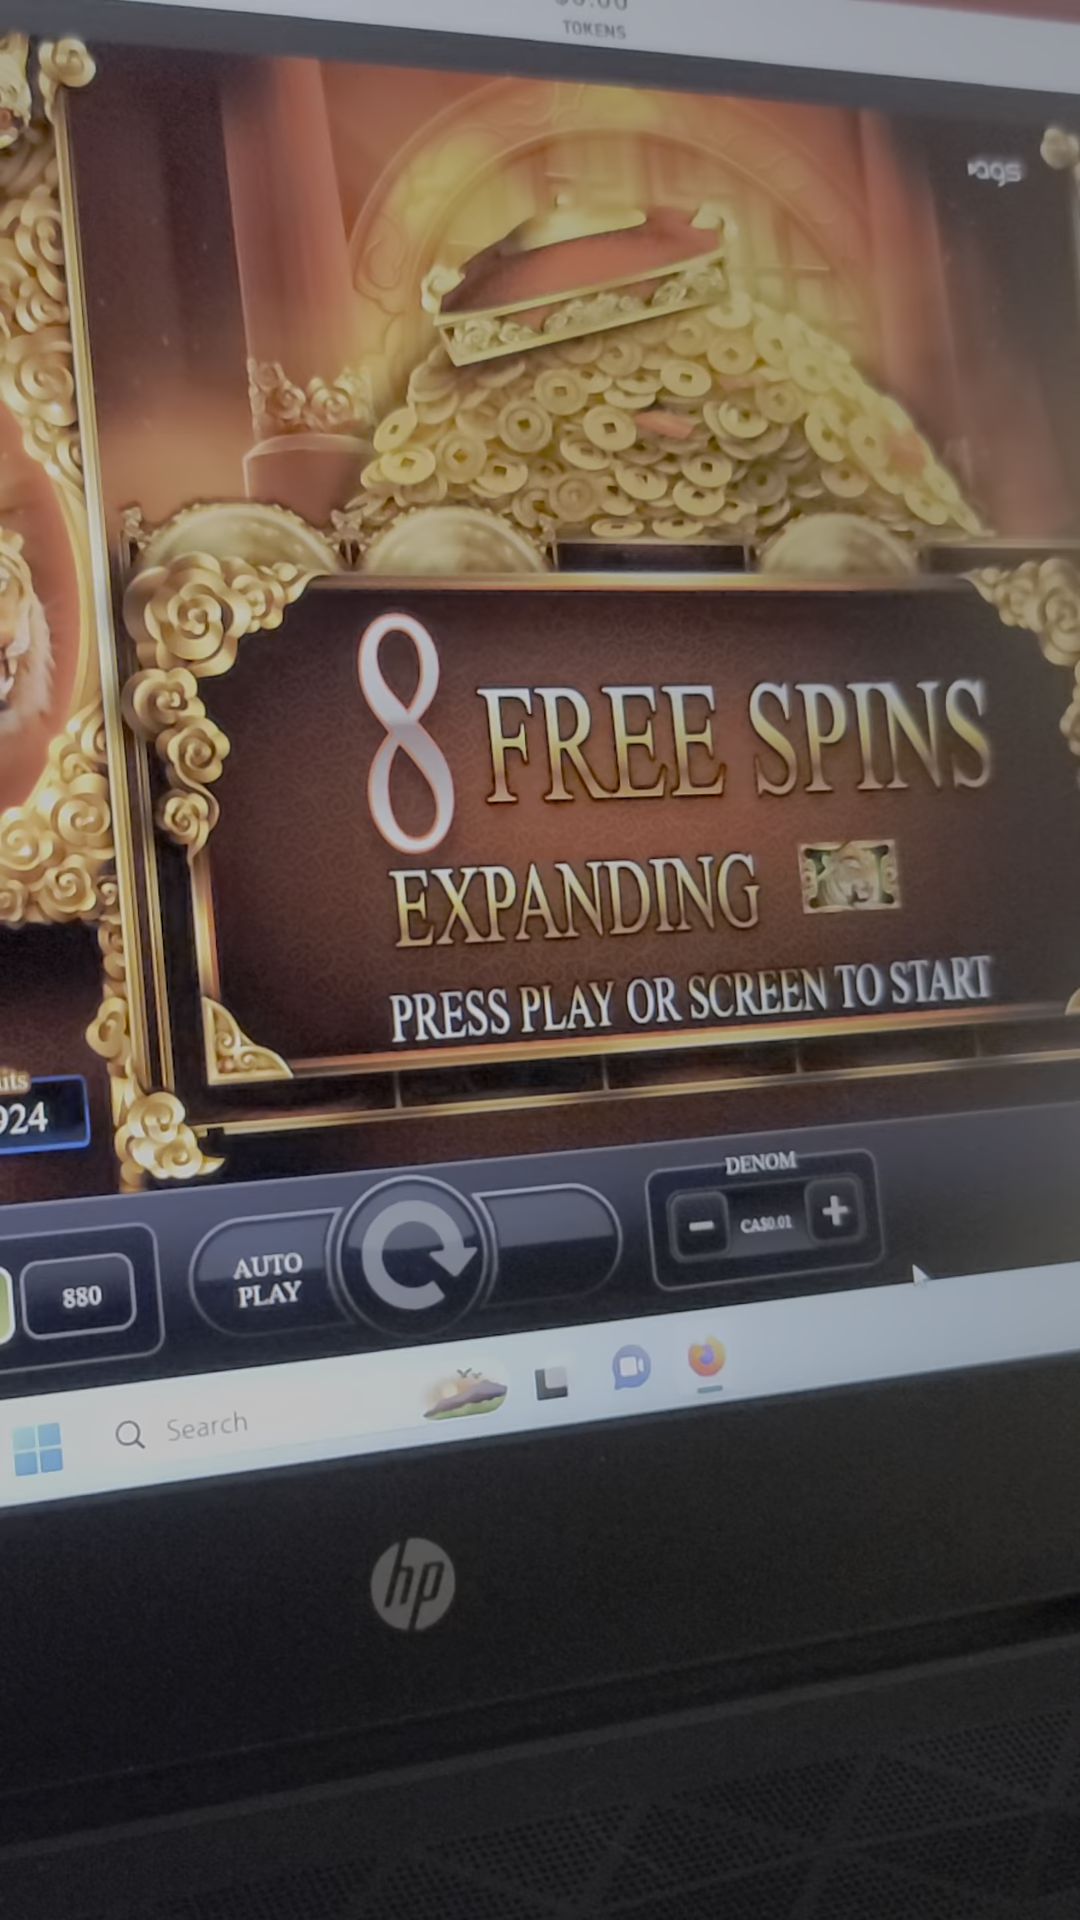 TOKENS
ags
8 FREE SPINS
EXPANDING
PRESS PLAY OR SCREEN TO START
924
DENOM
CA$0.01
880
AUTO
PLAY
Search
hp